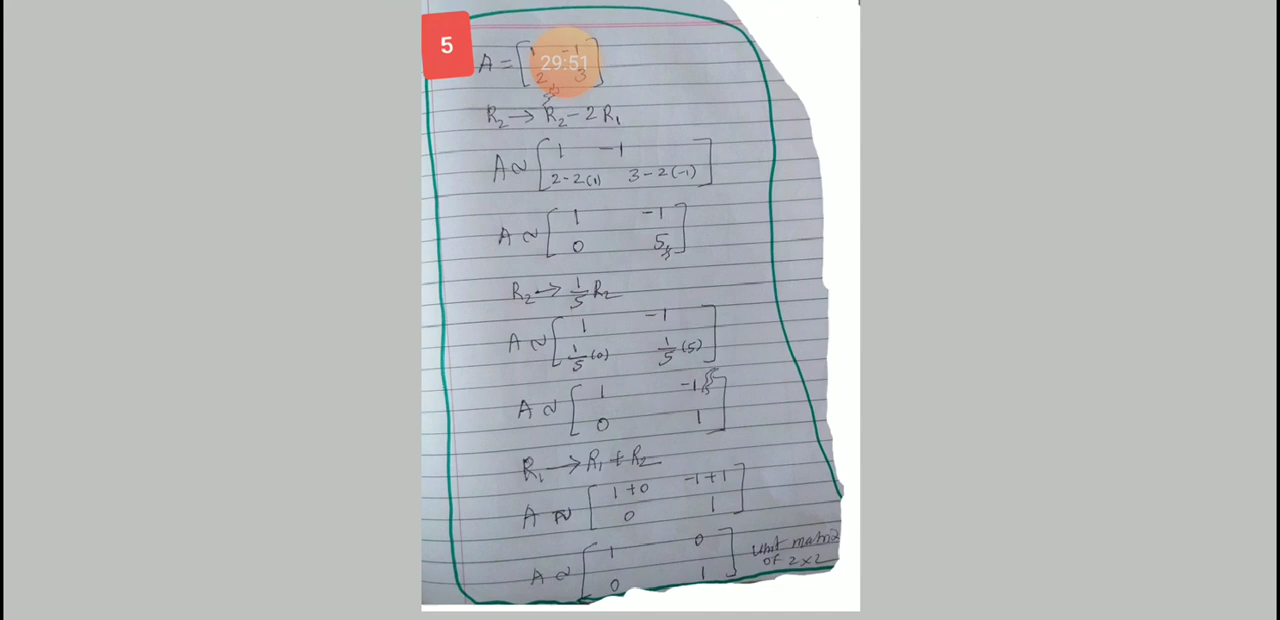 5
29:51
A = [ 1 -1
2 3 ]
R₂ → R₂ - 2 R₁
A ~ [ 1 -1
2-2(1) 3-2(-1) ]
A ~ [ 1 -1
0 5 ]
R₂ → 1/5 R₂
A ~ [ 1 -1
1/5 (0) 1/5 (5) ]
A ~ [ 1 -1
0 1 ]
R₁ → R₁ + R₂
A ~ [ 1+0 -1+1
0 1 ]
A ~ [ 1 0
0 1 ]
Unit matrix
of 2×2